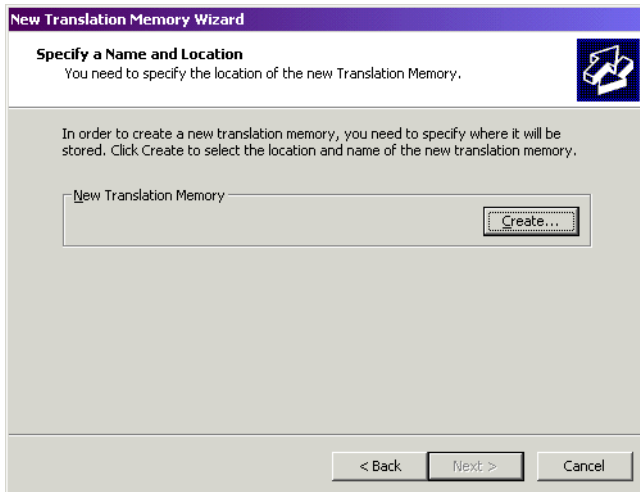 New Translation Memory Wizard
Specify a Name and Location
You need to specify the location of the new Translation Memory.
In order to create a new translation memory, you need to specify where it will be
stored. Click Create to select the location and name of the new translation memory.
New Translation Memory
Create...
< Back Next > Cancel